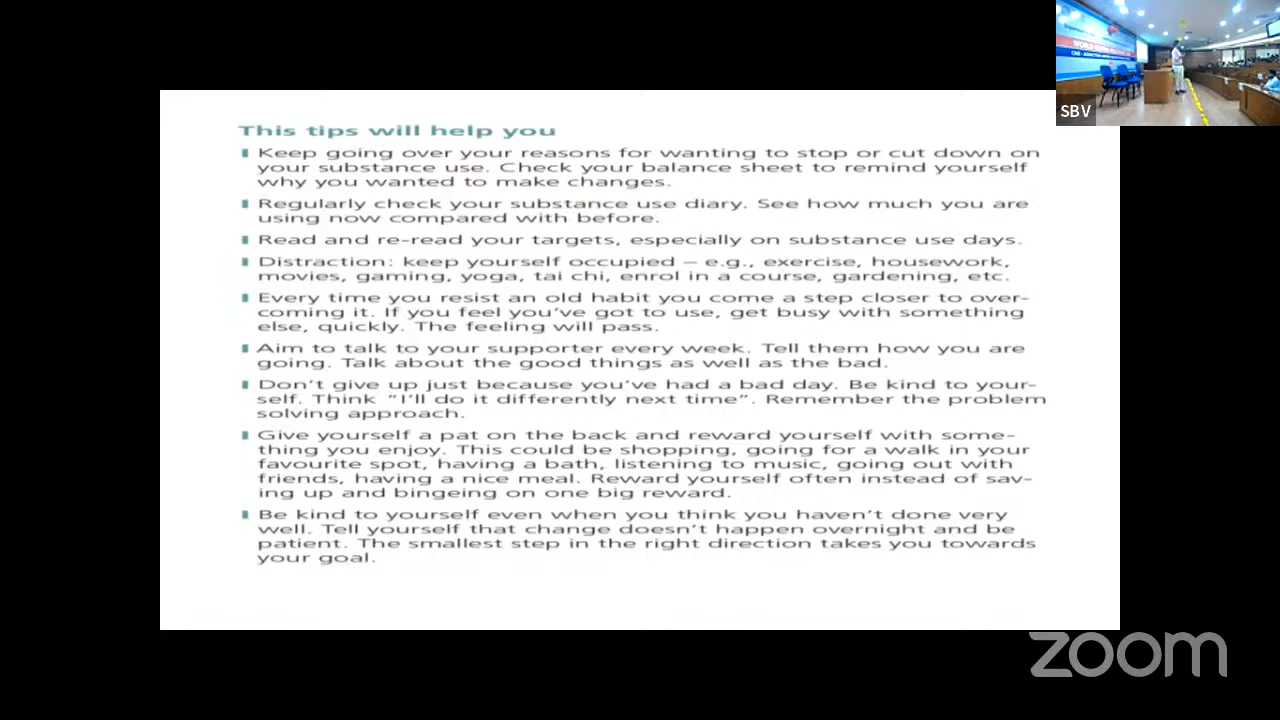 This tips will help you
Keep going over your reasons for wanting to stop or cut down on
your substance use. Check your balance sheet to remind yourself
why you wanted to make changes.
Regularly check your substance use diary. See how much you are
using now compared with before.
Read and re-read your targets, especially on substance use days.
Distraction: keep yourself occupied – e.g., exercise, housework,
movies, gaming, yoga, tai chi, enrol in a course, gardening, etc.
Every time you resist an old habit you come a step closer to over-
coming it. If you feel you've got to use, get busy with something
else, quickly. The feeling will pass.
Aim to talk to your supporter every week. Tell them how you are
going. Talk about the good things as well as the bad.
Don't give up just because you've had a bad day. Be kind to your-
self. Think “I'll do it differently next time”. Remember the problem
solving approach.
Give yourself a pat on the back and reward yourself with some-
thing you enjoy. This could be shopping, going for a walk in your
favourite spot, having a bath, listening to music, going out with
friends, having a nice meal. Reward yourself often instead of sav-
ing up and bingeing on one big reward.
Be kind to yourself even when you think you haven't done very
well. Tell yourself that change doesn't happen overnight and be
patient. The smallest step in the right direction takes you towards
your goal.
SBV
zoom